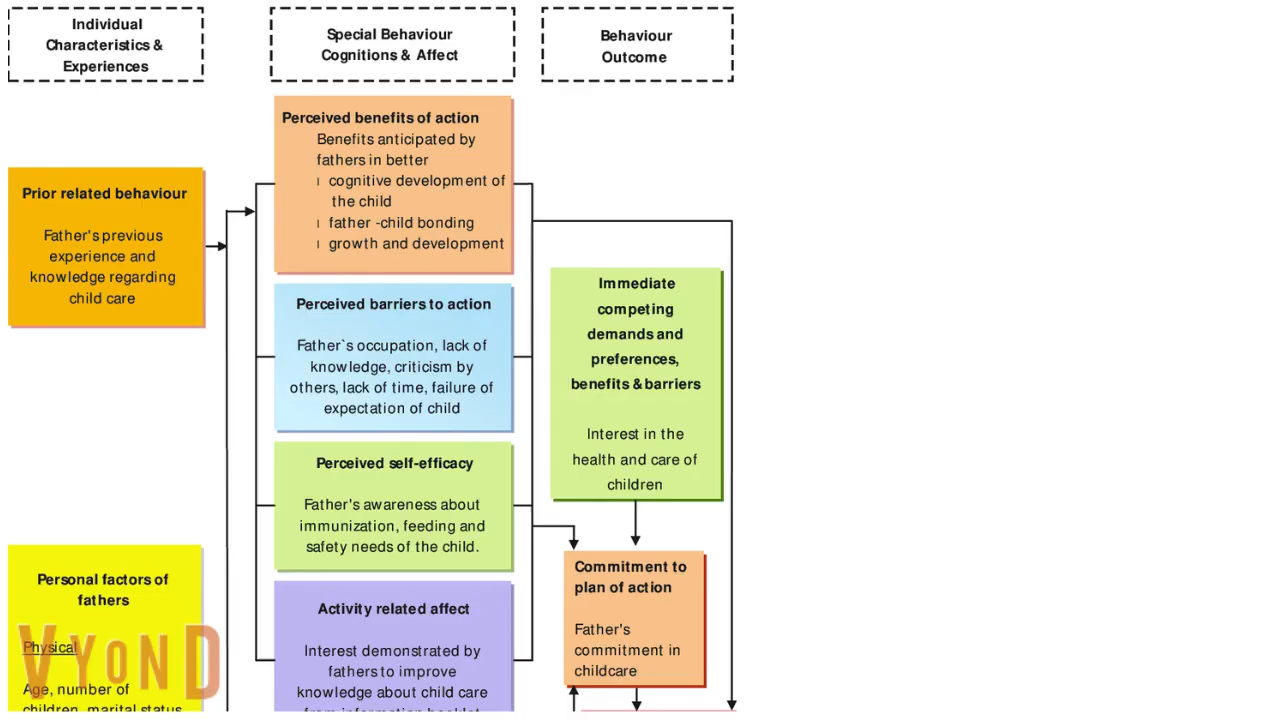 Individual
Characteristics &
Experiences
Special Behaviour
Cognitions & Affect
Behaviour
Outcome
Prior related behaviour
Father's previous
experience and
knowledge regarding
child care
Personal factors of
fathers
Physical
Age, number of
children, marital status
VYOND
Perceived benefits of action
Benefits anticipated by
fathers in better
cognitive development of
the child
father -child bonding
growth and development
Perceived barriers to action
Father`s occupation, lack of
knowledge, criticism by
others, lack of time, failure of
expectation of child
Perceived self-efficacy
Father's awareness about
immunization, feeding and
safety needs of the child.
Activity related affect
Interest demonstrated by
fathers to improve
knowledge about child care
from information booklet
Immediate
competing
demands and
preferences,
benefits & barriers
Interest in the
health and care of
children
Commitment to
plan of action
Father's
commitment in
childcare